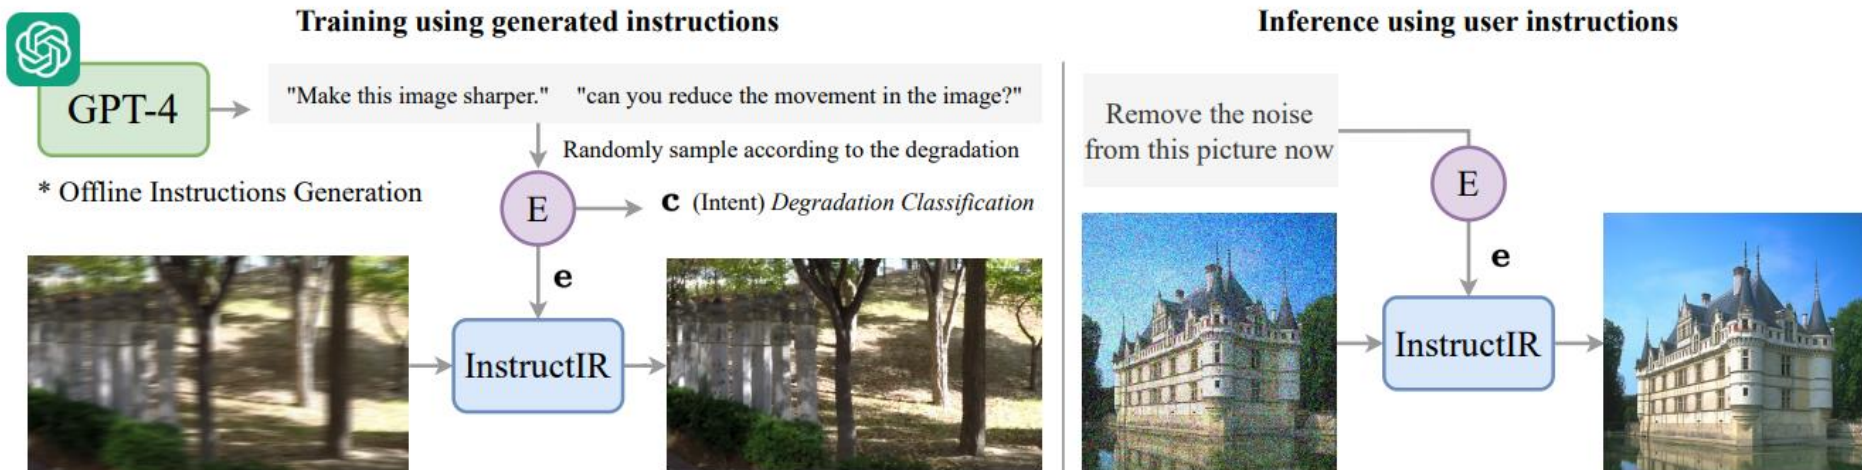 Training using generated instructions
GPT-4
"Make this image sharper." "can you reduce the movement in the image?"
Randomly sample according to the degradation
* Offline Instructions Generation
E
c (Intent) Degradation Classification
e
InstructIR
Inference using user instructions
Remove the noise
from this picture now
E
e
InstructIR